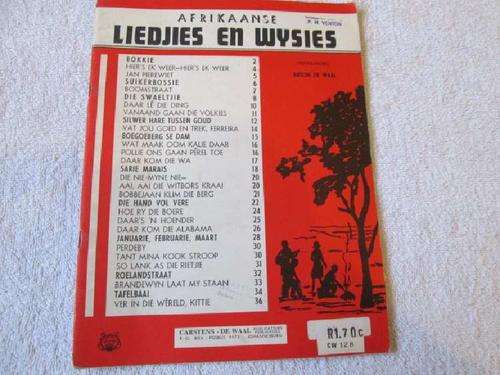 AFRIKAANSE
P. H. VENTON
LIEDJIES EN WYSIES
BOKKIE 2
HIER'S EK WEER—HIER'S EK WEER 4
JAN PIEREWIET 5
SUIKERBOSSIE 6
BOOMSTRAAT 7
DIE SWAELTJIE 8
DAAR LÊ DIE DING 10
VANAAND GAAN DIE VOLKIES 11
SILWER HARE TUSSEN GOUD 12
VAT JOU GOED EN TREK, FERREIRA 14
BOEGOEBERG SE DAM 15
WAT MAAK OOM KALIE DAAR 16
POLLIE ONS GAAN PÊREL TOE 16
DAAR KOM DIE WA 17
SARIE MARAIS 18
DIE NIE-MYNE NIE— 20
AAI, AAI DIE WITBORS KRAAI 20
BOBBEJAAN KLIM DIE BERG 21
DIE HAND VOL VERE 22
HOE RY DIE BOERE 24
DAAR'S 'N HOENDER 25
DAAR KOM DIE ALABAMA 26
JANUARIE, FEBRUARIE, MAART 28
PERDEBY 30
TANT MINA KOOK STROOP 30
SO LANK AS DIE RIETJIE 31
ROELANDSTRAAT 32
BRANDEWYN LAAT MY STAAN 33
TAFELBAAI 34
VER IN DIE WÊRELD, KITTIE 36
DE WAAL
CARSTENS - DE WAAL
R1.70c
CW 128